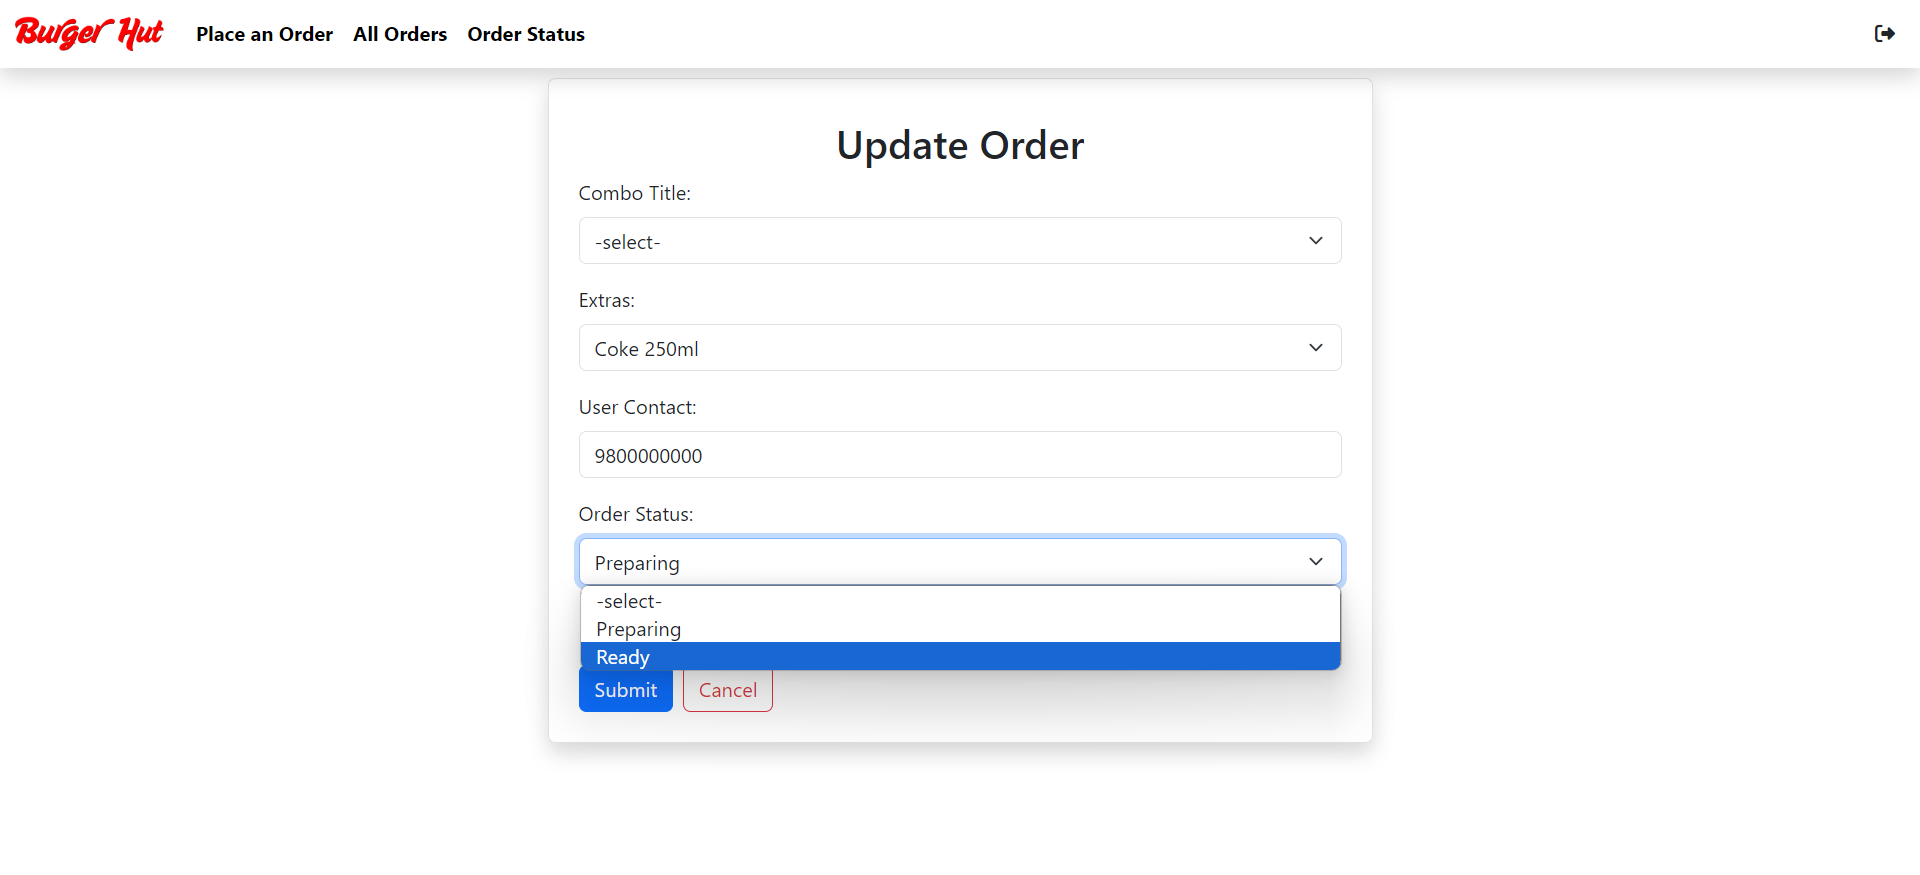 Burger Hut Place an Order All Orders Order Status
Update Order
Combo Title:
-select-
Extras:
Coke 250ml
User Contact:
9800000000
Order Status:
Preparing
-select-
Preparing
Ready
Submit Cancel